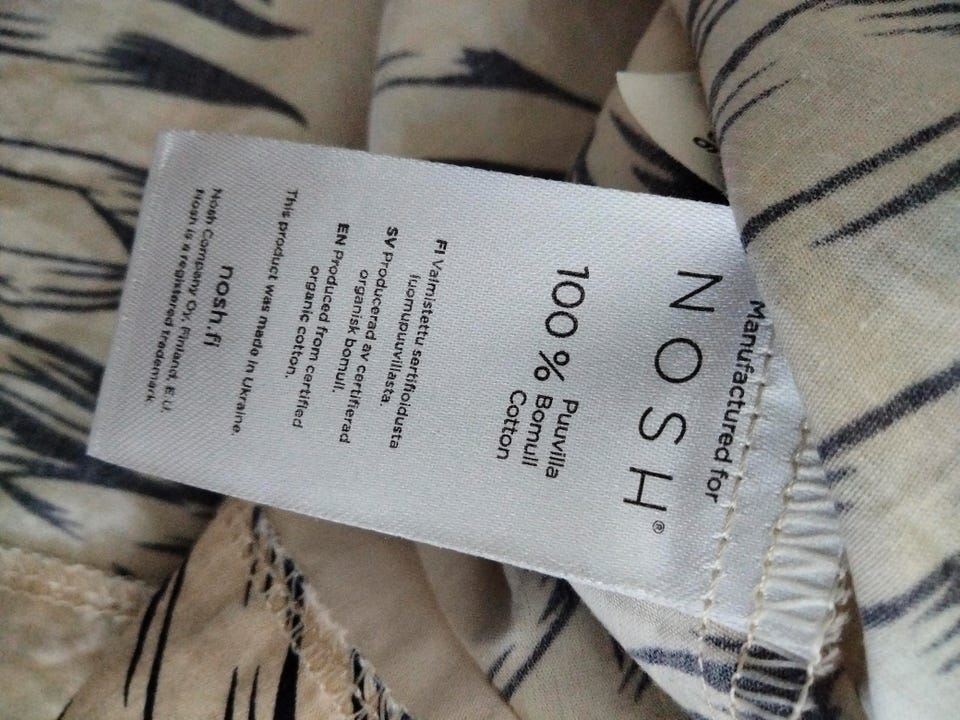 Manufactured for
NOSH®
100 % Puuvilla
Bomull
Cotton
FI Valmistettu sertifioidusta
luomupuuvillasta.
SV Producerad av certifierad
organisk bomull.
EN Produced from certified
organic cotton.
This product was made in Ukraine.
nosh.fi
Nosh Company Oy, Finland, E.U.
Nosh is a registered trademark.